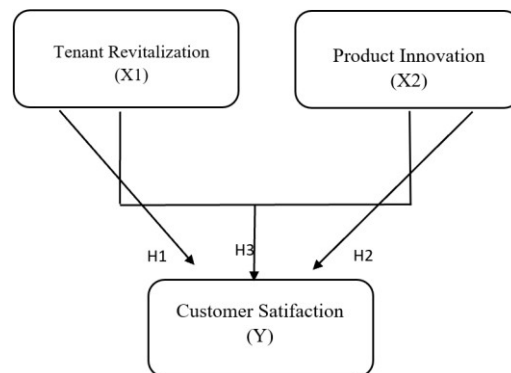 Tenant Revitalization
(X1)
Product Innovation
(X2)
H1
H3
H2
Customer Satifaction
(Y)